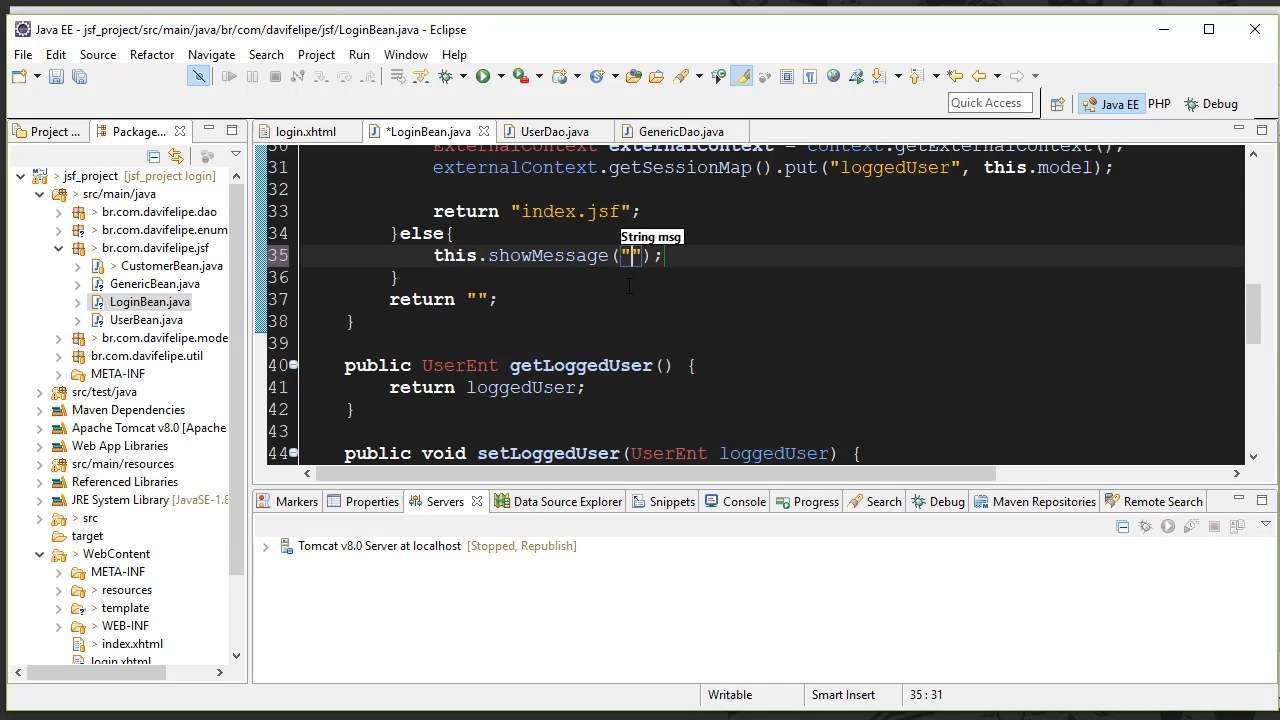 Java EE - jsf_project/src/main/java/br/com/davifelipe/jsf/LoginBean.java - Eclipse
File Edit Source Refactor Navigate Search Project Run Window Help
Quick Access Java EE PHP Debug
Project ... Package... login.xhtml *LoginBean.java UserDao.java GenericDao.java
jsf_project [jsf_project login]
src/main/java
br.com.davifelipe.dao
br.com.davifelipe.enum
br.com.davifelipe.jsf
> CustomerBean.java
GenericBean.java
LoginBean.java
UserBean.java
br.com.davifelipe.mode
br.com.davifelipe.util
META-INF
src/test/java
Maven Dependencies
Apache Tomcat v8.0 [Apache
Web App Libraries
src/main/resources
Referenced Libraries
JRE System Library [JavaSE-1.8
> src
target
> WebContent
META-INF
> resources
> template
> WEB-INF
> index.xhtml
login.xhtml
30 ExternalContext externalContext = context.getExternalContext();
31 externalContext.getSessionMap().put("loggedUser", this.model);
32
33 return "index.jsf";
34 }else{
String msg
35 this.showMessage("");
36 }
37 return "";
38 }
39
40 public UserEnt getLoggedUser() {
41 return loggedUser;
42 }
43
44 public void setLoggedUser(UserEnt loggedUser) {
Markers Properties Servers Data Source Explorer Snippets Console Progress Search Debug Maven Repositories Remote Search
Tomcat v8.0 Server at localhost [Stopped, Republish]
Writable Smart Insert 35 : 31